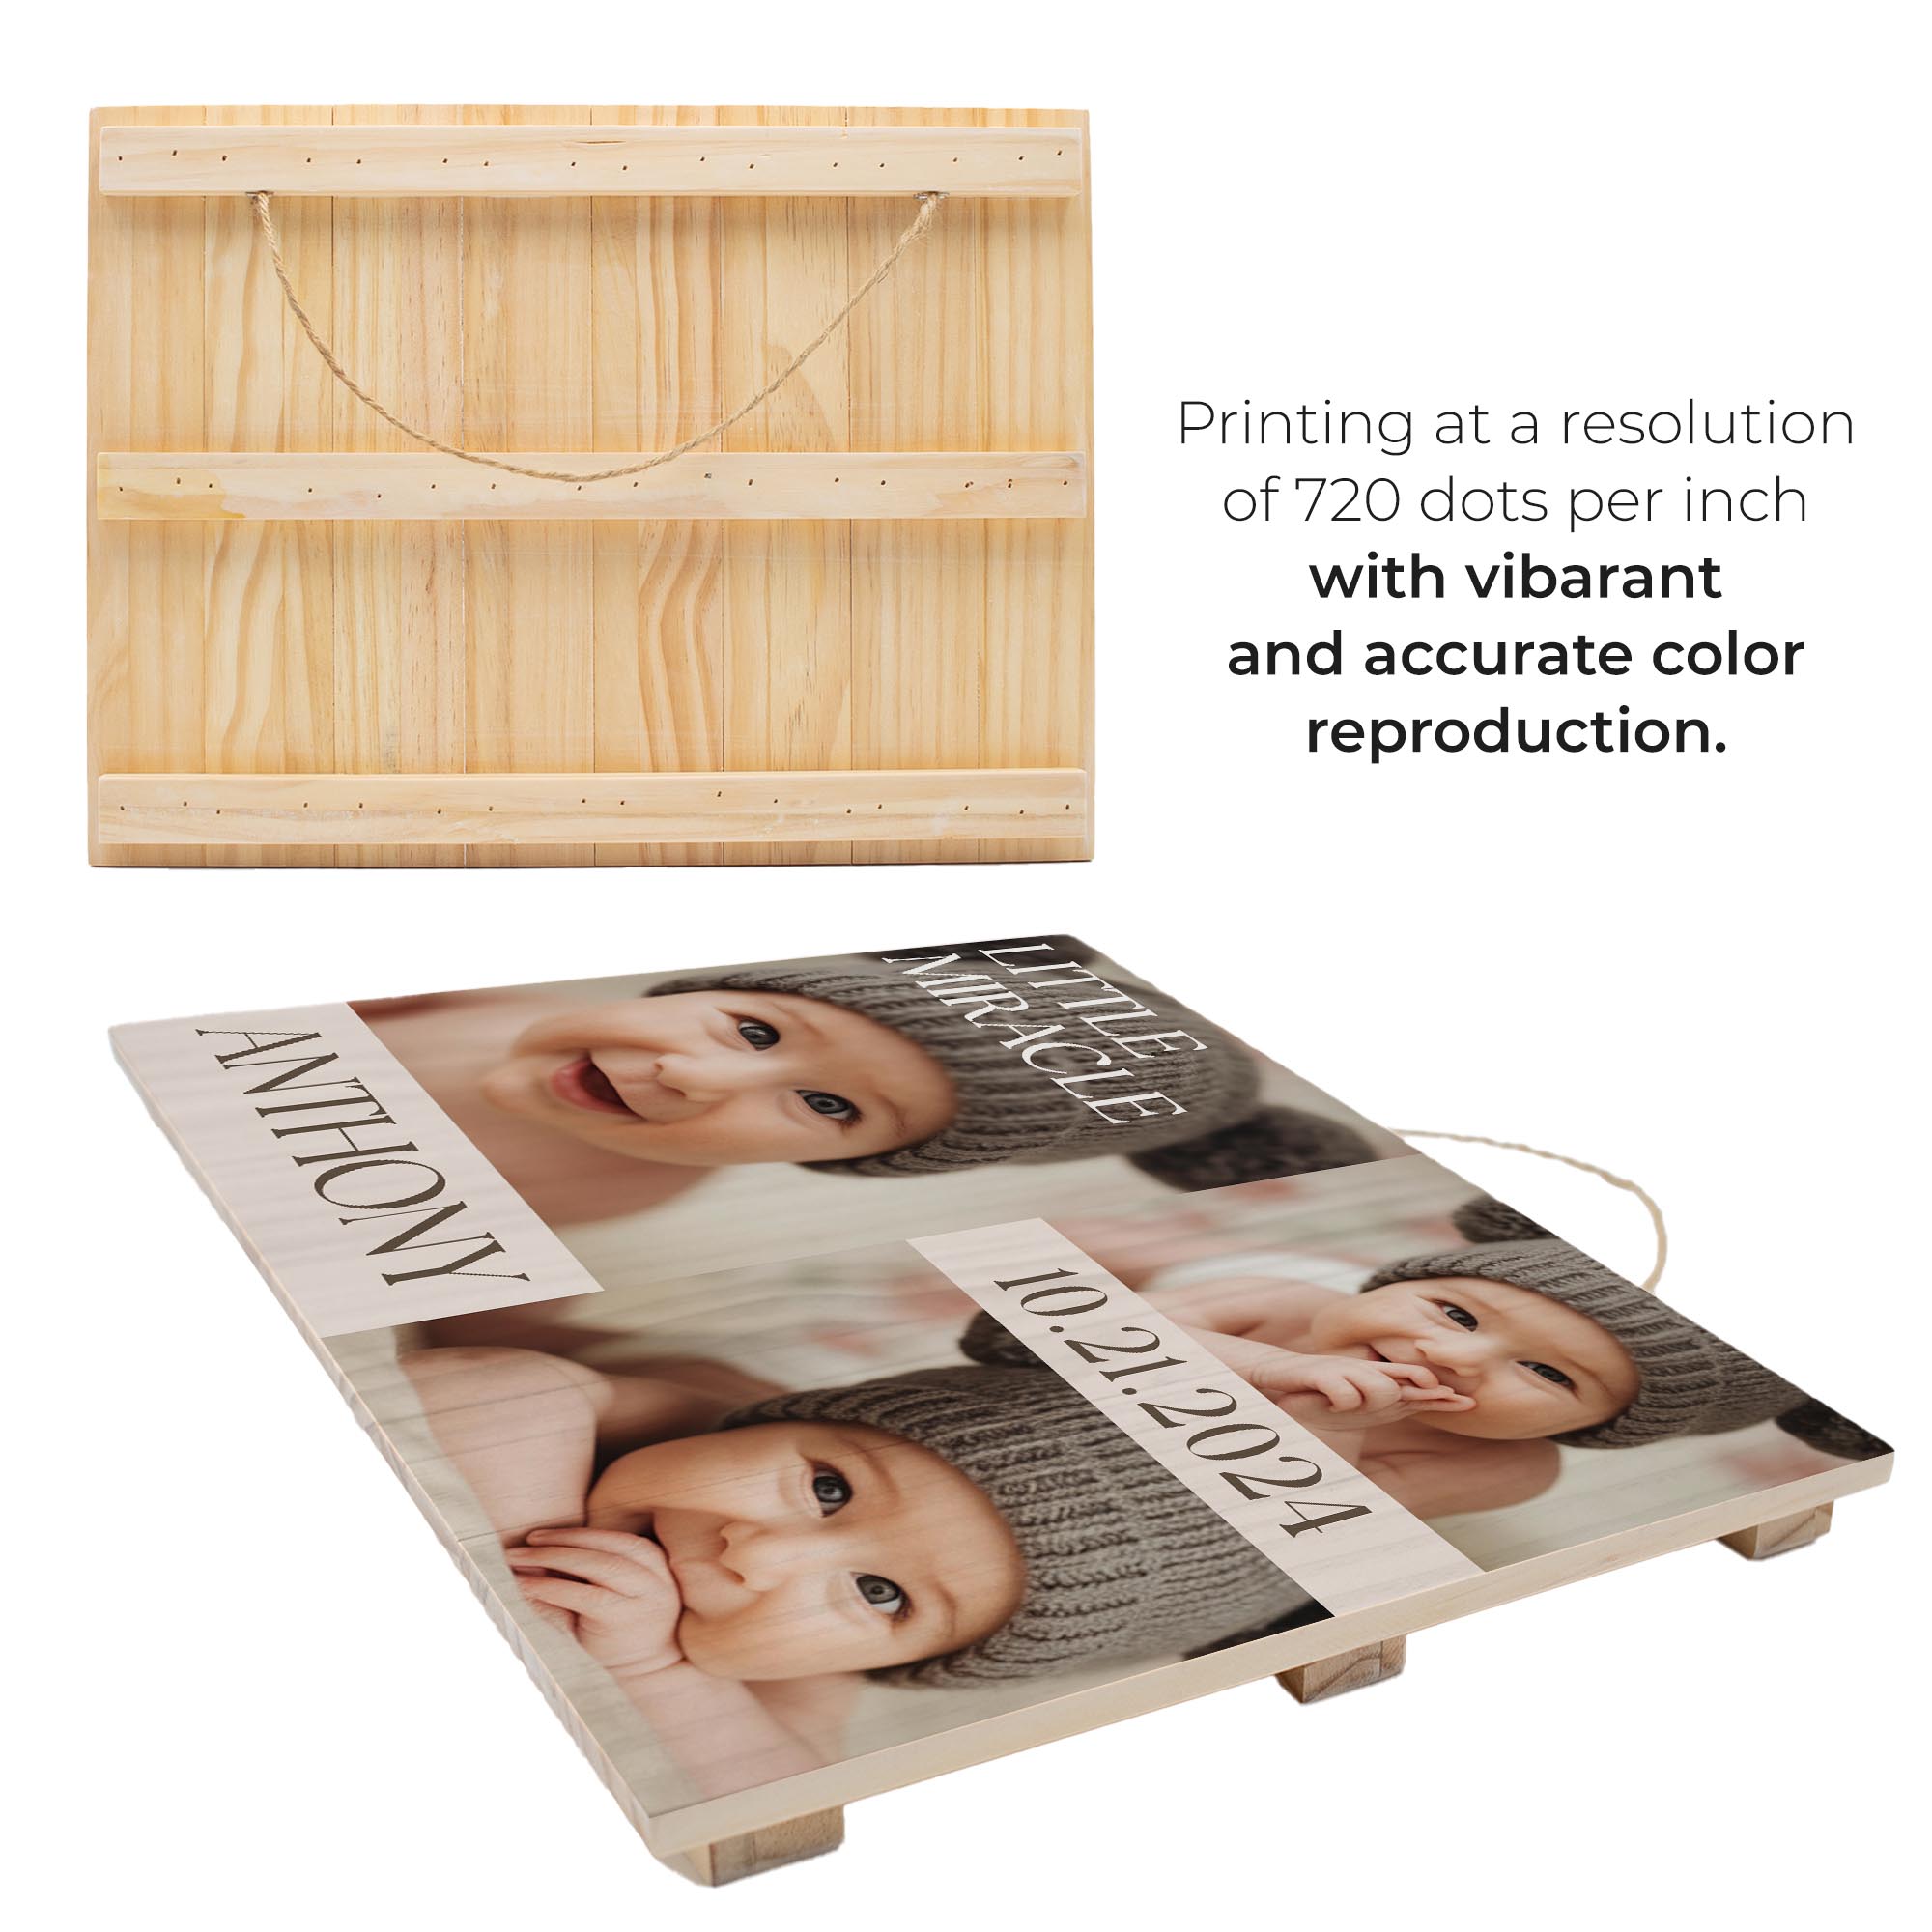 Printing at a resolution
of 720 dots per inch
with vibarant
and accurate color
reproduction.
LITTLE
MIRACLE
ANTHONY
10.21.2024